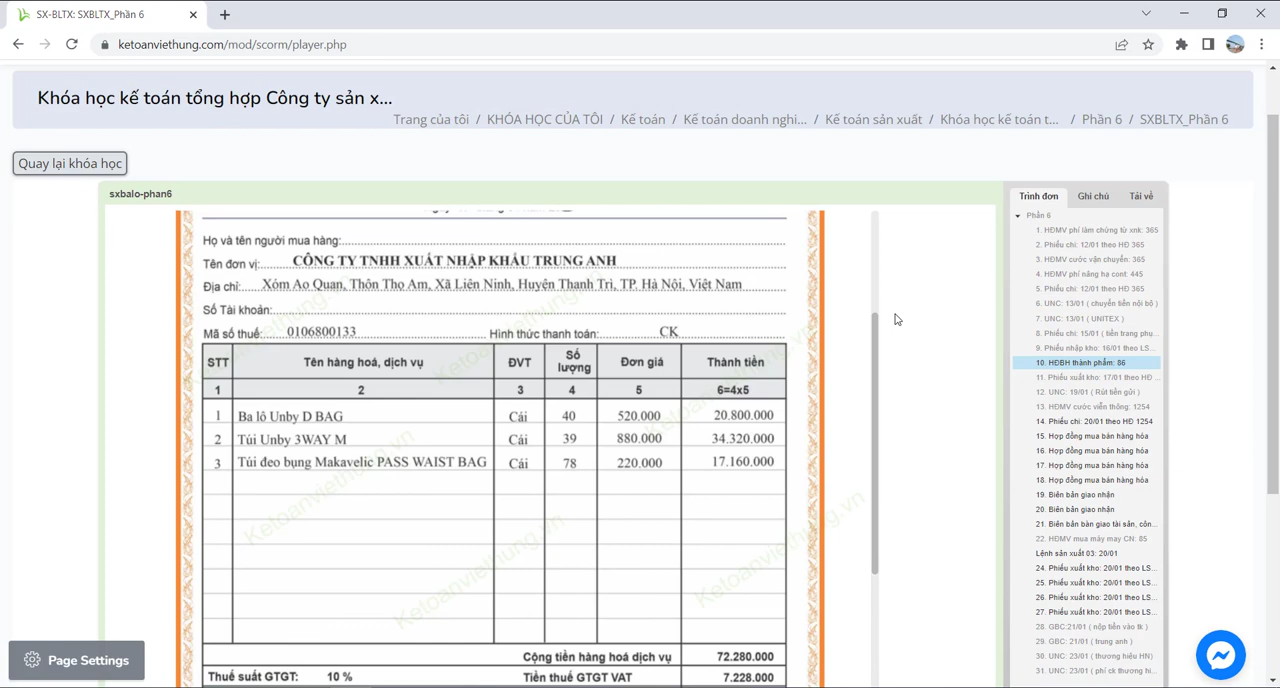 SX-BLTX: SXBLTX_Phần 6
ketoanviethung.com/mod/scorm/player.php
Khóa học kế toán tổng hợp Công ty sản x...
Trang của tôi / KHÓA HỌC CỦA TÔI / Kế toán / Kế toán doanh nghi... / Kế toán sản xuất / Khóa học kế toán t... / Phần 6 / SXBLTX_Phần 6
Quay lại khóa học
sxbalo-phan6
Họ và tên người mua hàng:
Tên đơn vị: CÔNG TY TNHH XUẤT NHẬP KHẨU TRUNG ANH
Địa chỉ: Xóm Ao Quan, Thôn Thọ Am, Xã Liên Ninh, Huyện Thanh Trì, TP. Hà Nội, Việt Nam
Số Tài khoản:
Mã số thuế: 0106800133 Hình thức thanh toán: CK
STT Tên hàng hoá, dịch vụ ĐVT Số lượng Đơn giá Thành tiền
1 2 3 4 5 6=4x5
1 Ba lô Unby D BAG Cái 40 520.000 20.800.000
2 Túi Unby 3WAY M Cái 39 880.000 34.320.000
3 Túi đeo bụng Makavelic PASS WAIST BAG Cái 78 220.000 17.160.000
Cộng tiền hàng hoá dịch vụ 72.280.000
Thuế suất GTGT: 10 % Tiền thuế GTGT VAT 7.228.000
Ketoanviethung.vn
Ketoanviethung.vn
Ketoanviethung.vn
Trình đơn Ghi chú Tải về
Phần 6
1. HĐMV phí làm chứng từ xnk: 365
2. Phiếu chi: 12/01 theo HĐ 365
3. HĐMV cước vận chuyển: 365
4. HĐMV phí nâng hạ cont: 445
5. Phiếu chi: 12/01 theo HĐ 365
6. UNC: 13/01 ( chuyển tiền nội bộ )
7. UNC: 13/01 ( UNITEX )
8. Phiếu chi: 15/01 ( tiền trang phụ...
9. Phiếu nhập kho: 16/01 theo LS...
10. HĐBH thành phẩm: 86
11. Phiếu xuất kho: 17/01 theo HĐ ...
12. UNC: 19/01 ( Rút tiền gửi )
13. HĐMV cước viễn thông: 1254
14. Phiếu chi: 20/01 theo HĐ 1254
15. Hợp đồng mua bán hàng hóa
16. Hợp đồng mua bán hàng hóa
17. Hợp đồng mua bán hàng hóa
18. Hợp đồng mua bán hàng hóa
19. Biên bản giao nhận
20. Biên bản giao nhận
21. Biên bản bàn giao tài sản, côn...
22. HĐMV mua máy may CN: 85
Lệnh sản xuất 03: 20/01
24. Phiếu xuất kho: 20/01 theo LS...
25. Phiếu xuất kho: 20/01 theo LS...
26. Phiếu xuất kho: 20/01 theo LS...
27. Phiếu xuất kho: 20/01 theo LS...
28. GBC:21/01 ( nộp tiền vào tk )
29. GBC: 21/01 ( trung anh )
30. UNC: 23/01 (thương hiệu HN)
31. UNC: 23/01 ( phí ck thương hi...
Page Settings